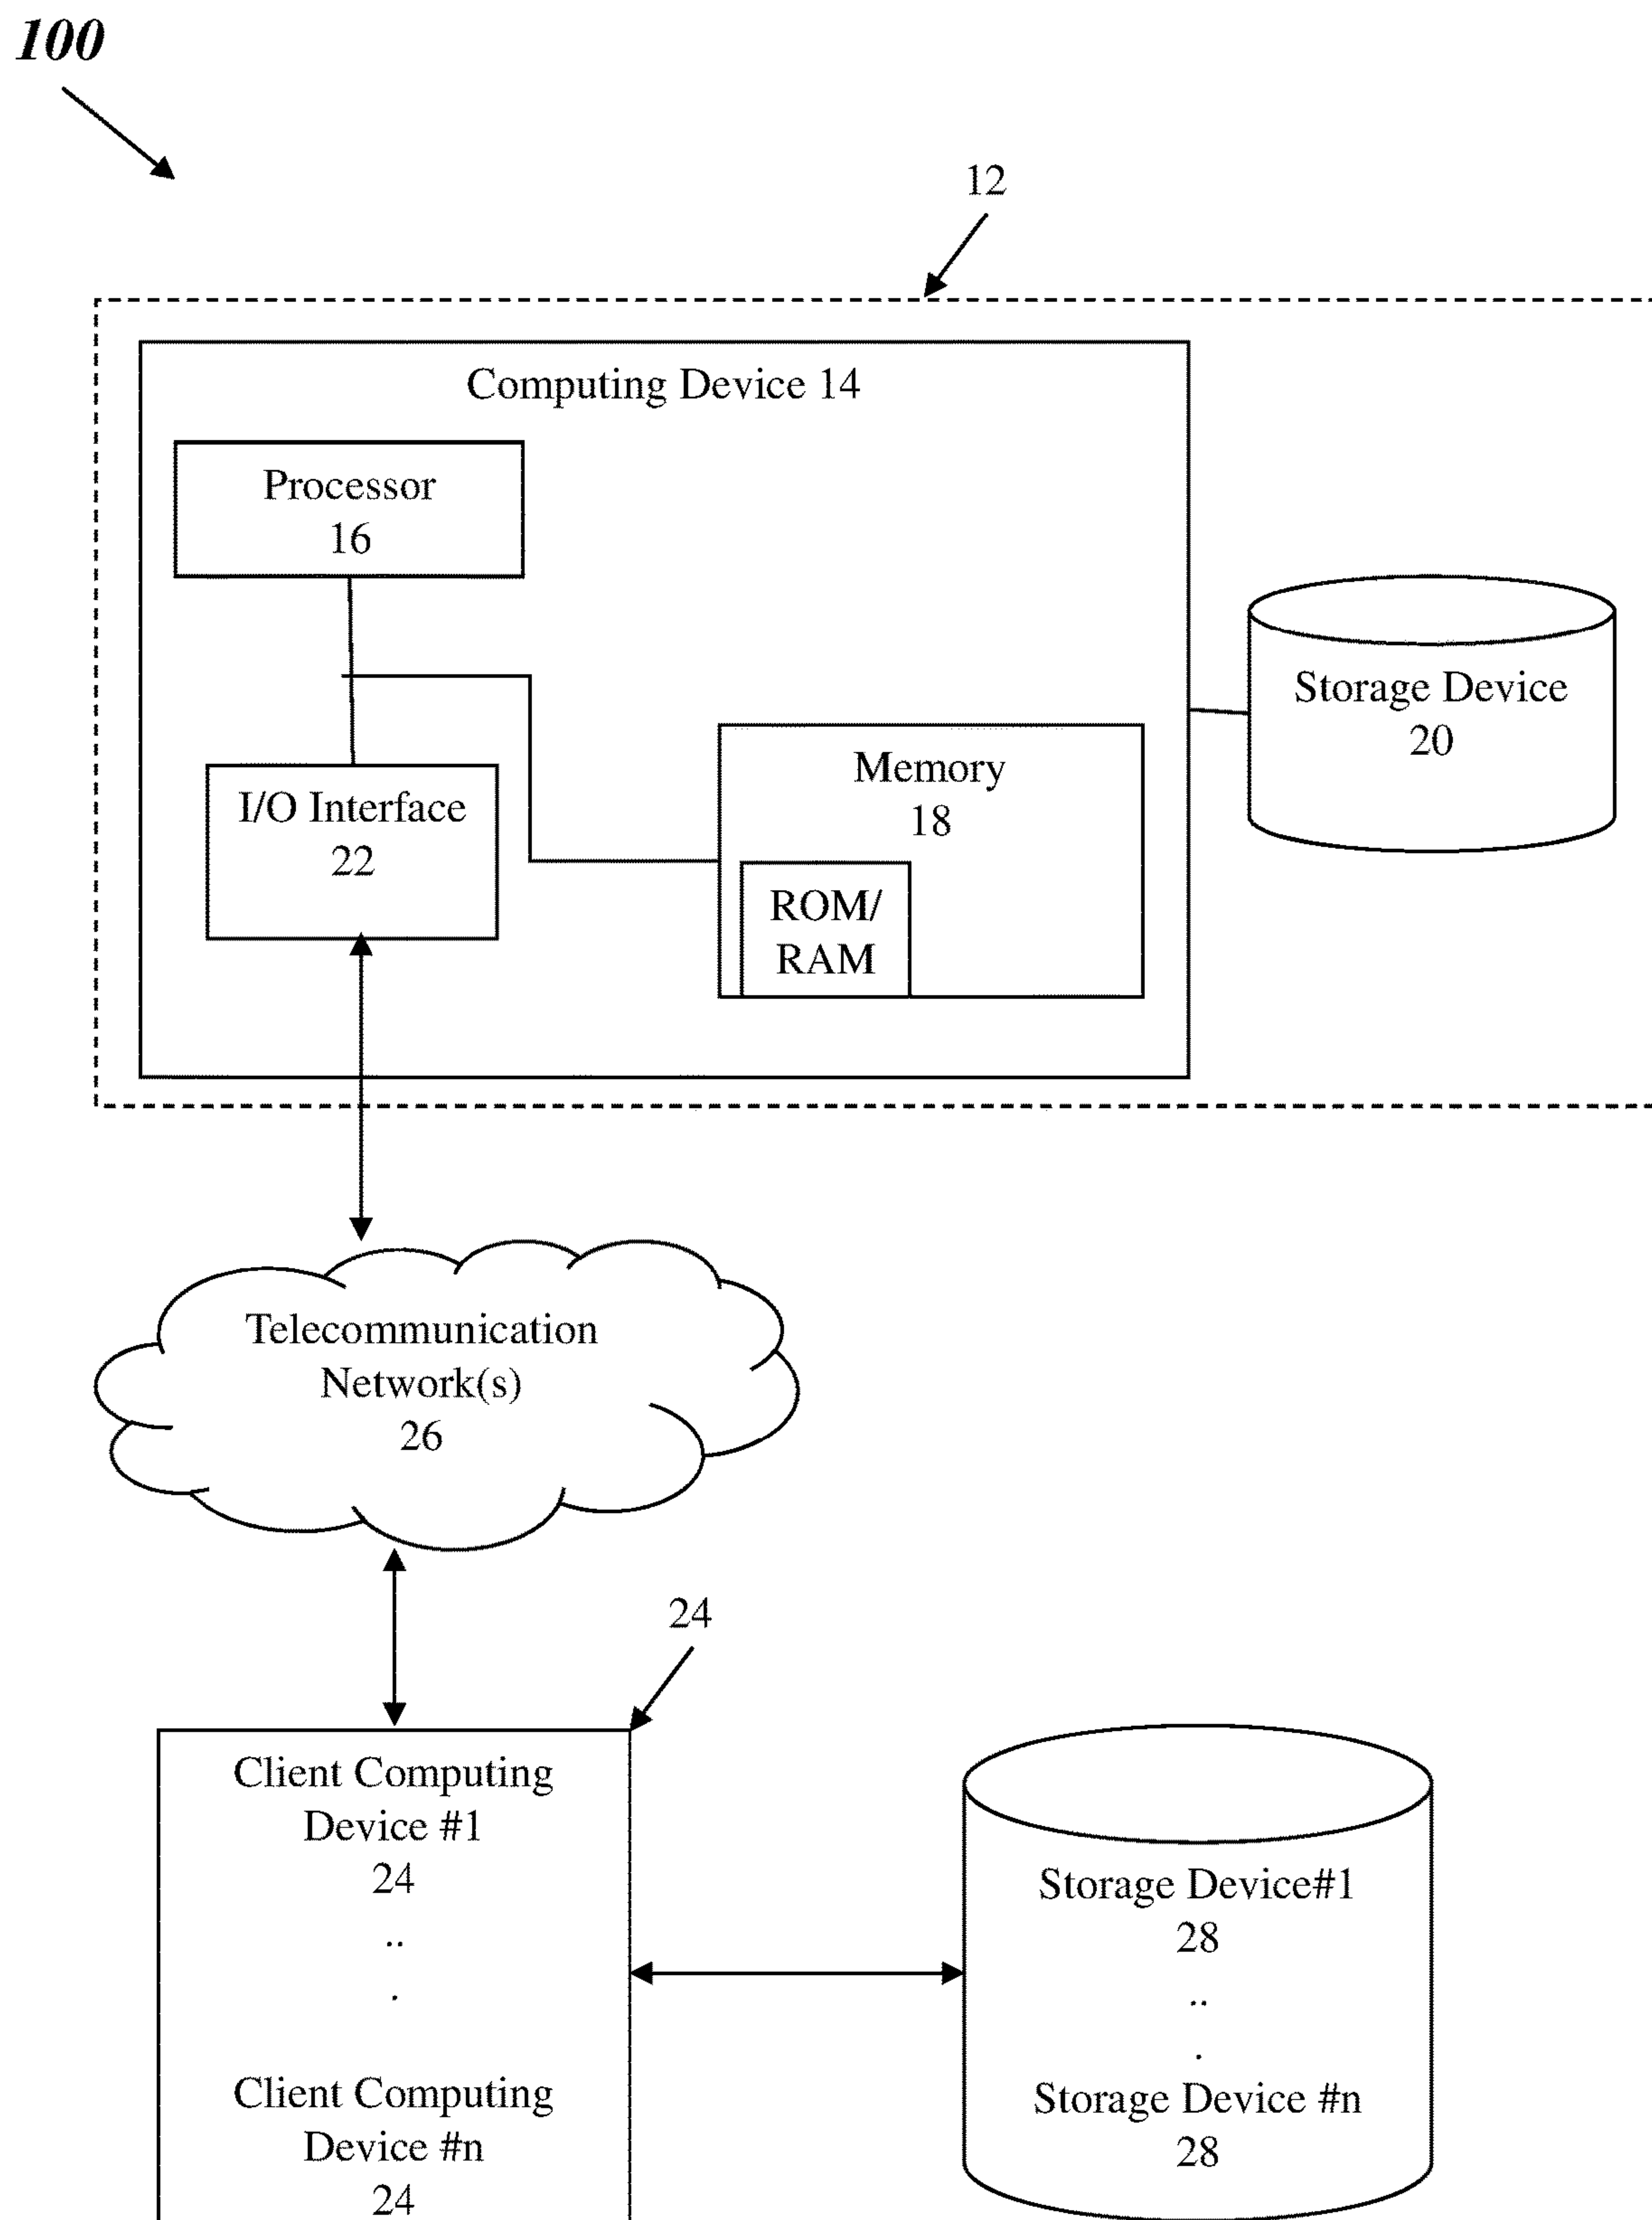 100
12
Computing Device 14
Processor
16
Storage Device
20
I/O Interface
22
Memory
18
ROM/
RAM
Telecommunication
Network(s)
26
24
Client Computing
Device #1
24
..
.
Client Computing
Device #n
24
Storage Device#1
28
..
.
Storage Device #n
28